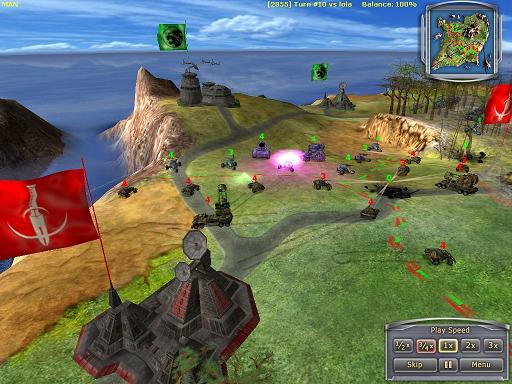 MAN
[2855] Turn #10 vs lola Balance: 100%
Play Speed
½x ¾x 1x 2x 3x
Skip Menu